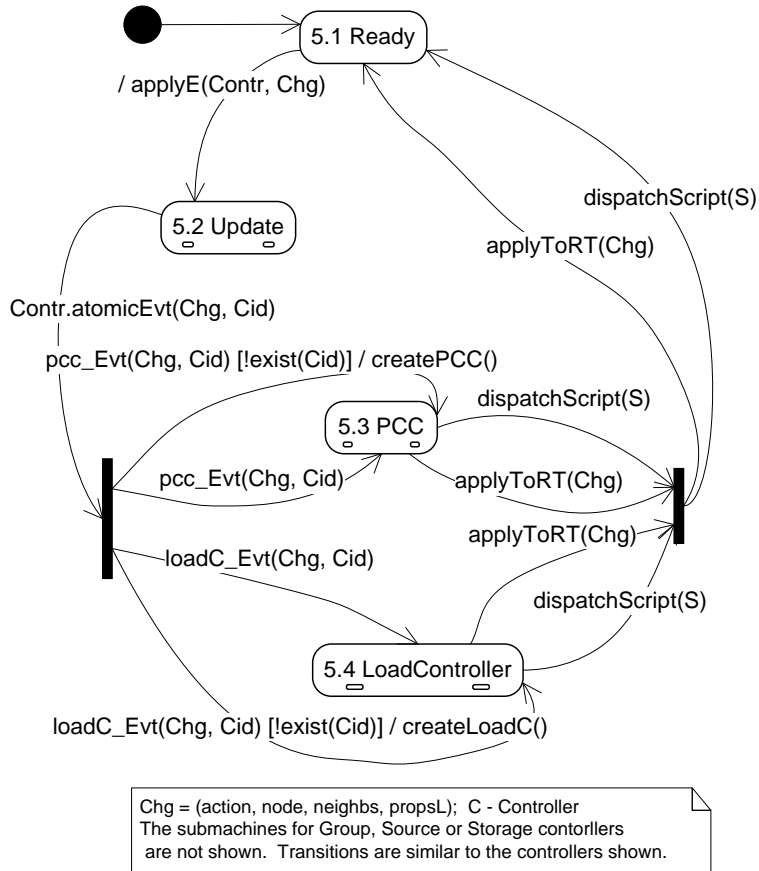 5.1 Ready
/ applyE(Contr, Chg)
dispatchScript(S)
5.2 Update
applyToRT(Chg)
Contr.atomicEvt(Chg, Cid)
pcc_Evt(Chg, Cid) [!exist(Cid)] / createPCC()
dispatchScript(S)
5.3 PCC
pcc_Evt(Chg, Cid)
applyToRT(Chg)
applyToRT(Chg)
loadC_Evt(Chg, Cid)
dispatchScript(S)
5.4 LoadController
loadC_Evt(Chg, Cid) [!exist(Cid)] / createLoadC()
Chg = (action, node, neighbs, propsL);  C - Controller
The submachines for Group, Source or Storage contorllers
are not shown.  Transitions are similar to the controllers shown.